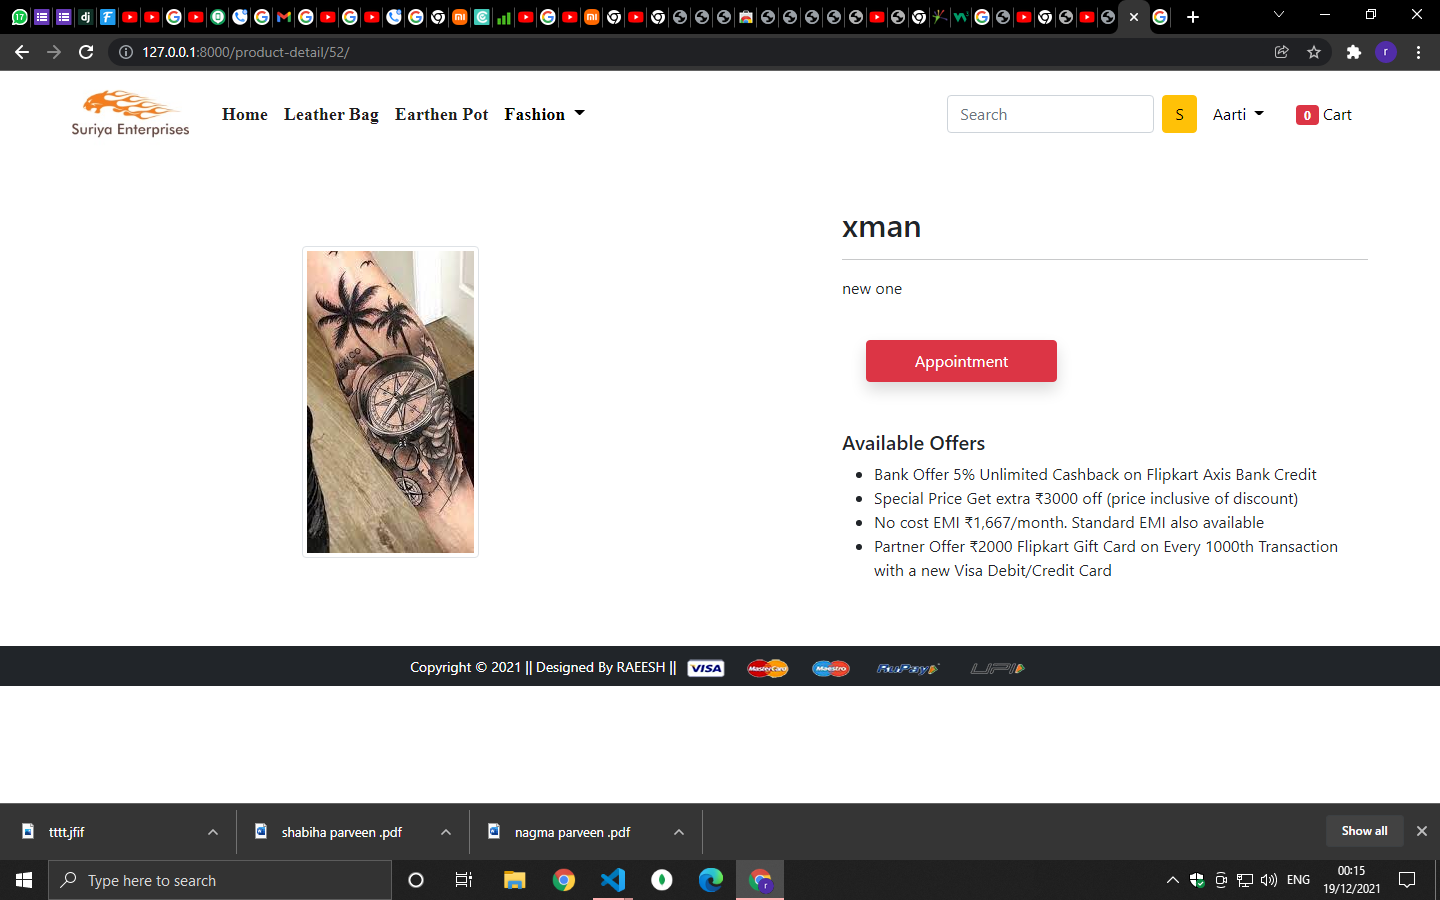 17
127.0.0.1:8000/product-detail/52/
r
Suriya Enterprises
Home
Leather Bag
Earthen Pot
Fashion
Search
S
Aarti
0 Cart
xman
new one
Appointment
Available Offers
Bank Offer 5% Unlimited Cashback on Flipkart Axis Bank Credit
Special Price Get extra ₹3000 off (price inclusive of discount)
No cost EMI ₹1,667/month. Standard EMI also available
Partner Offer ₹2000 Flipkart Gift Card on Every 1000th Transaction
with a new Visa Debit/Credit Card
Copyright © 2021 || Designed By RAEESH ||
VISA
MasterCard
Maestro
RuPay
UPI
tttt.jfif
shabiha parveen .pdf
nagma parveen .pdf
Show all
Type here to search
ENG
00:15
19/12/2021